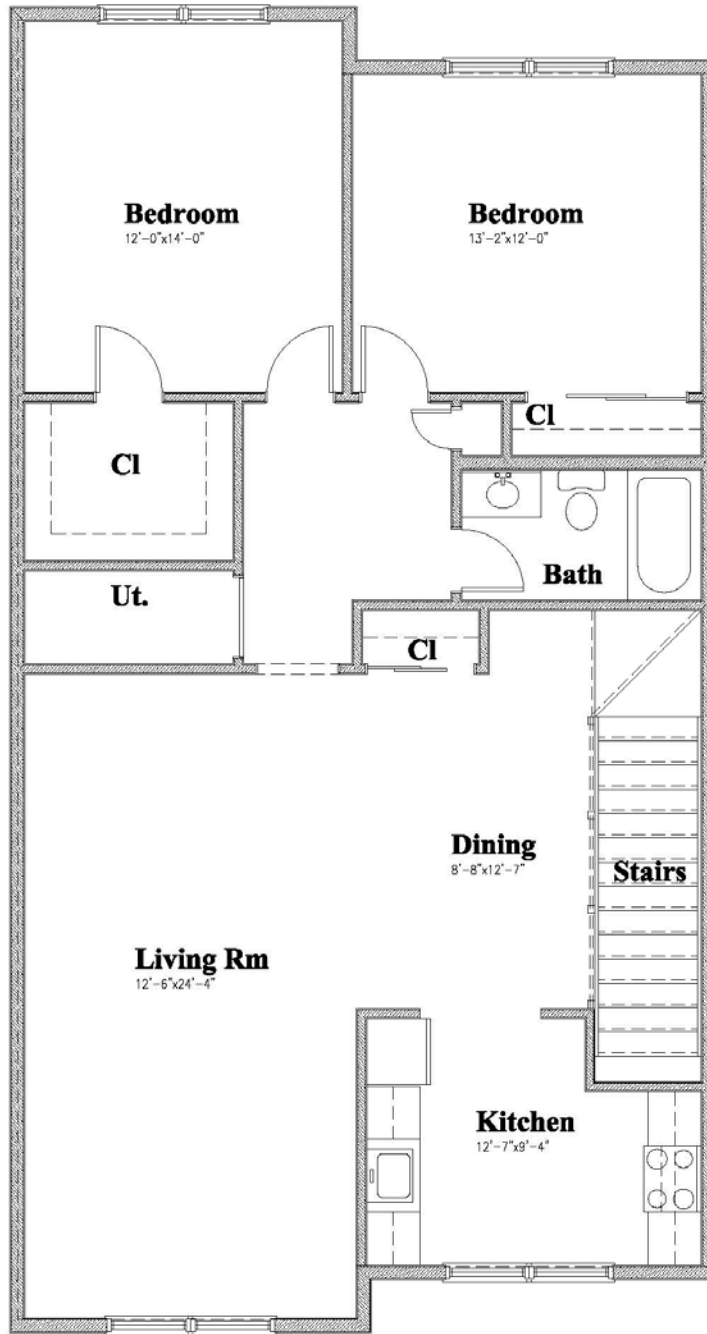 Bedroom
12'-0"x14'-0"
Bedroom
13'-2"x12'-0"
Cl
Cl
Ut.
Bath
Cl
Dining
8'-8"x12'-7"
Stairs
Living Rm
12'-6"x24'-4"
Kitchen
12'-7"x9'-4"